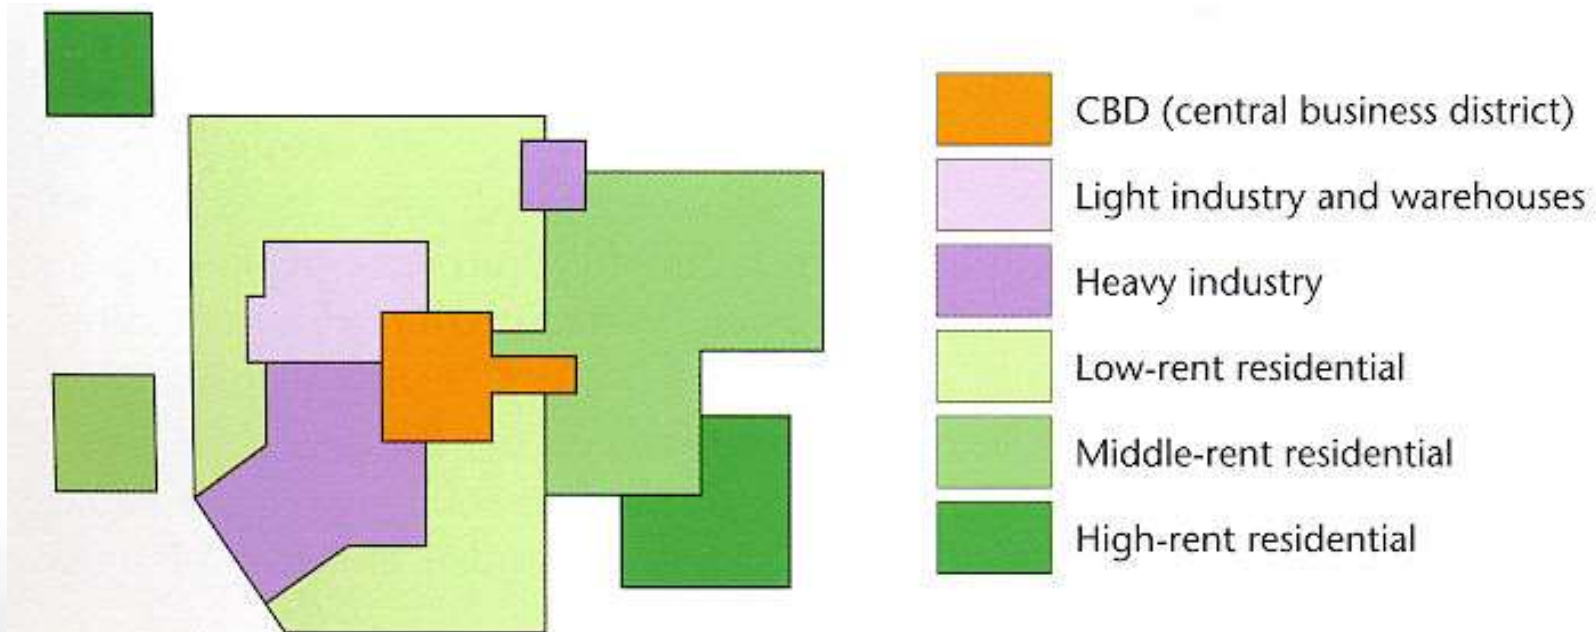 CBD (central business district)
Light industry and warehouses
Heavy industry
Low-rent residential
Middle-rent residential
High-rent residential